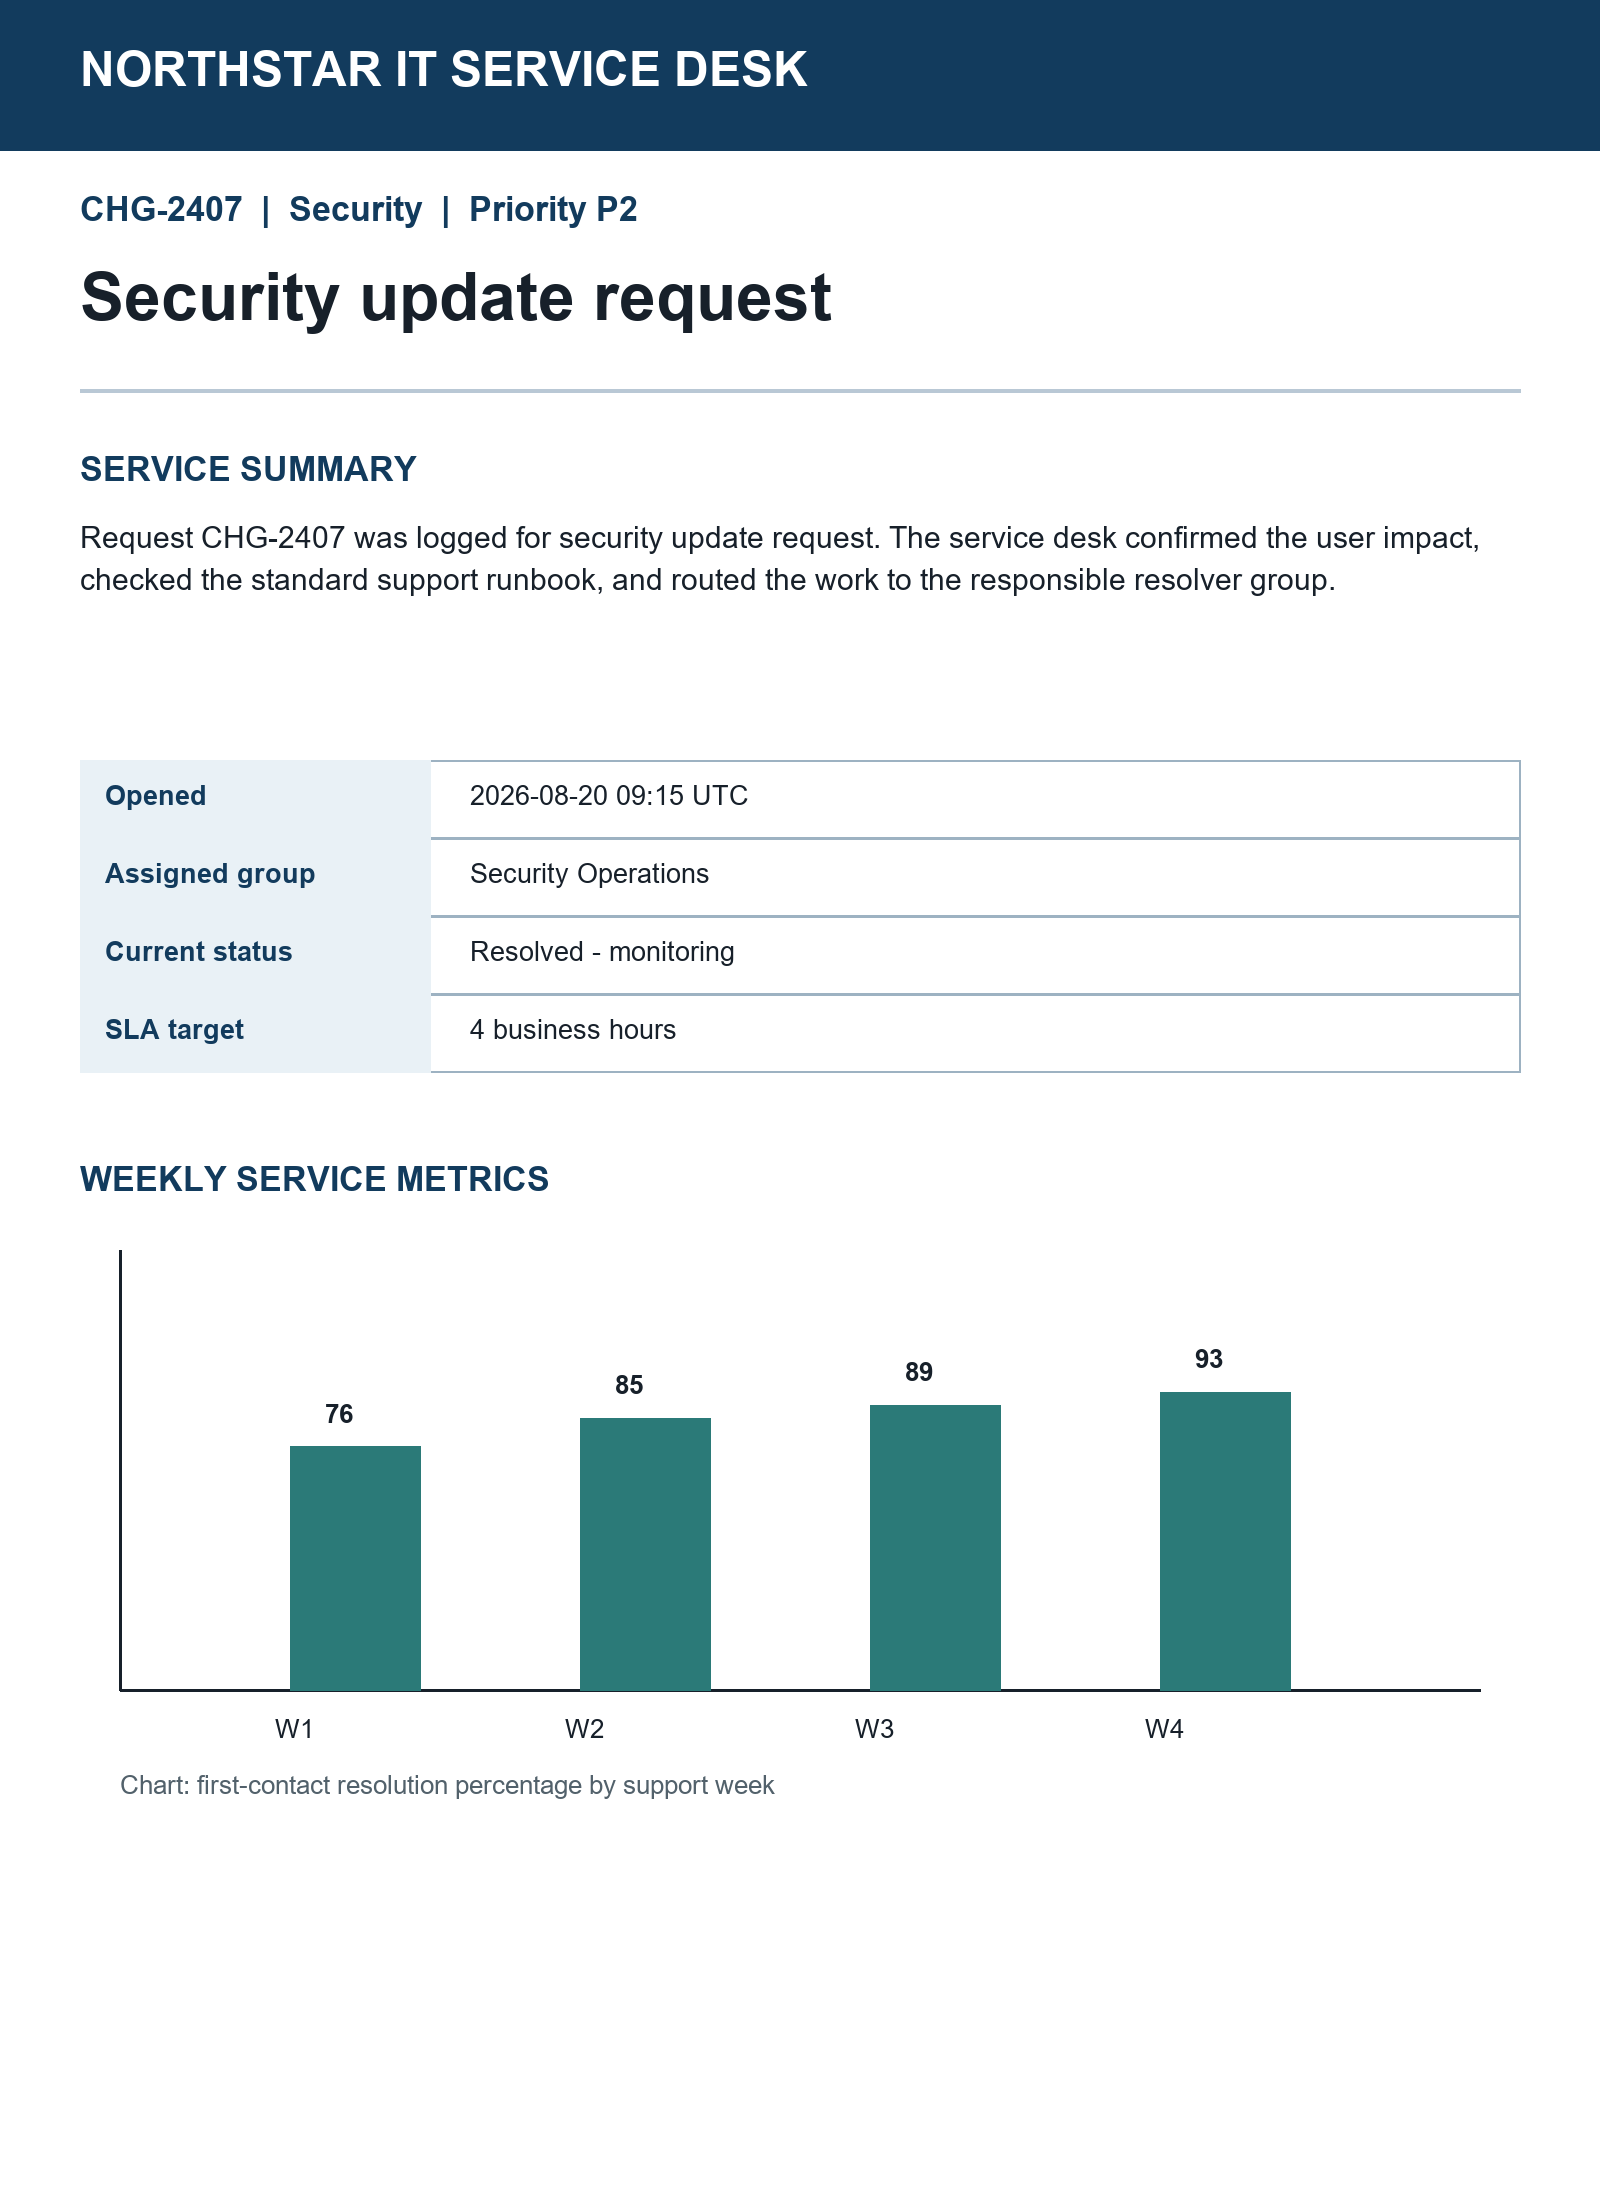 NORTHSTAR IT SERVICE DESK
CHG-2407 | Security | Priority P2
Security update request
SERVICE SUMMARY
Request CHG-2407 was logged for security update request. The service desk confirmed the user impact,
checked the standard support runbook, and routed the work to the responsible resolver group.
Opened 2026-08-20 09:15 UTC
Assigned group Security Operations
Current status Resolved - monitoring
SLA target 4 business hours
WEEKLY SERVICE METRICS
76 85 89 93
W1 W2 W3 W4
Chart: first-contact resolution percentage by support week